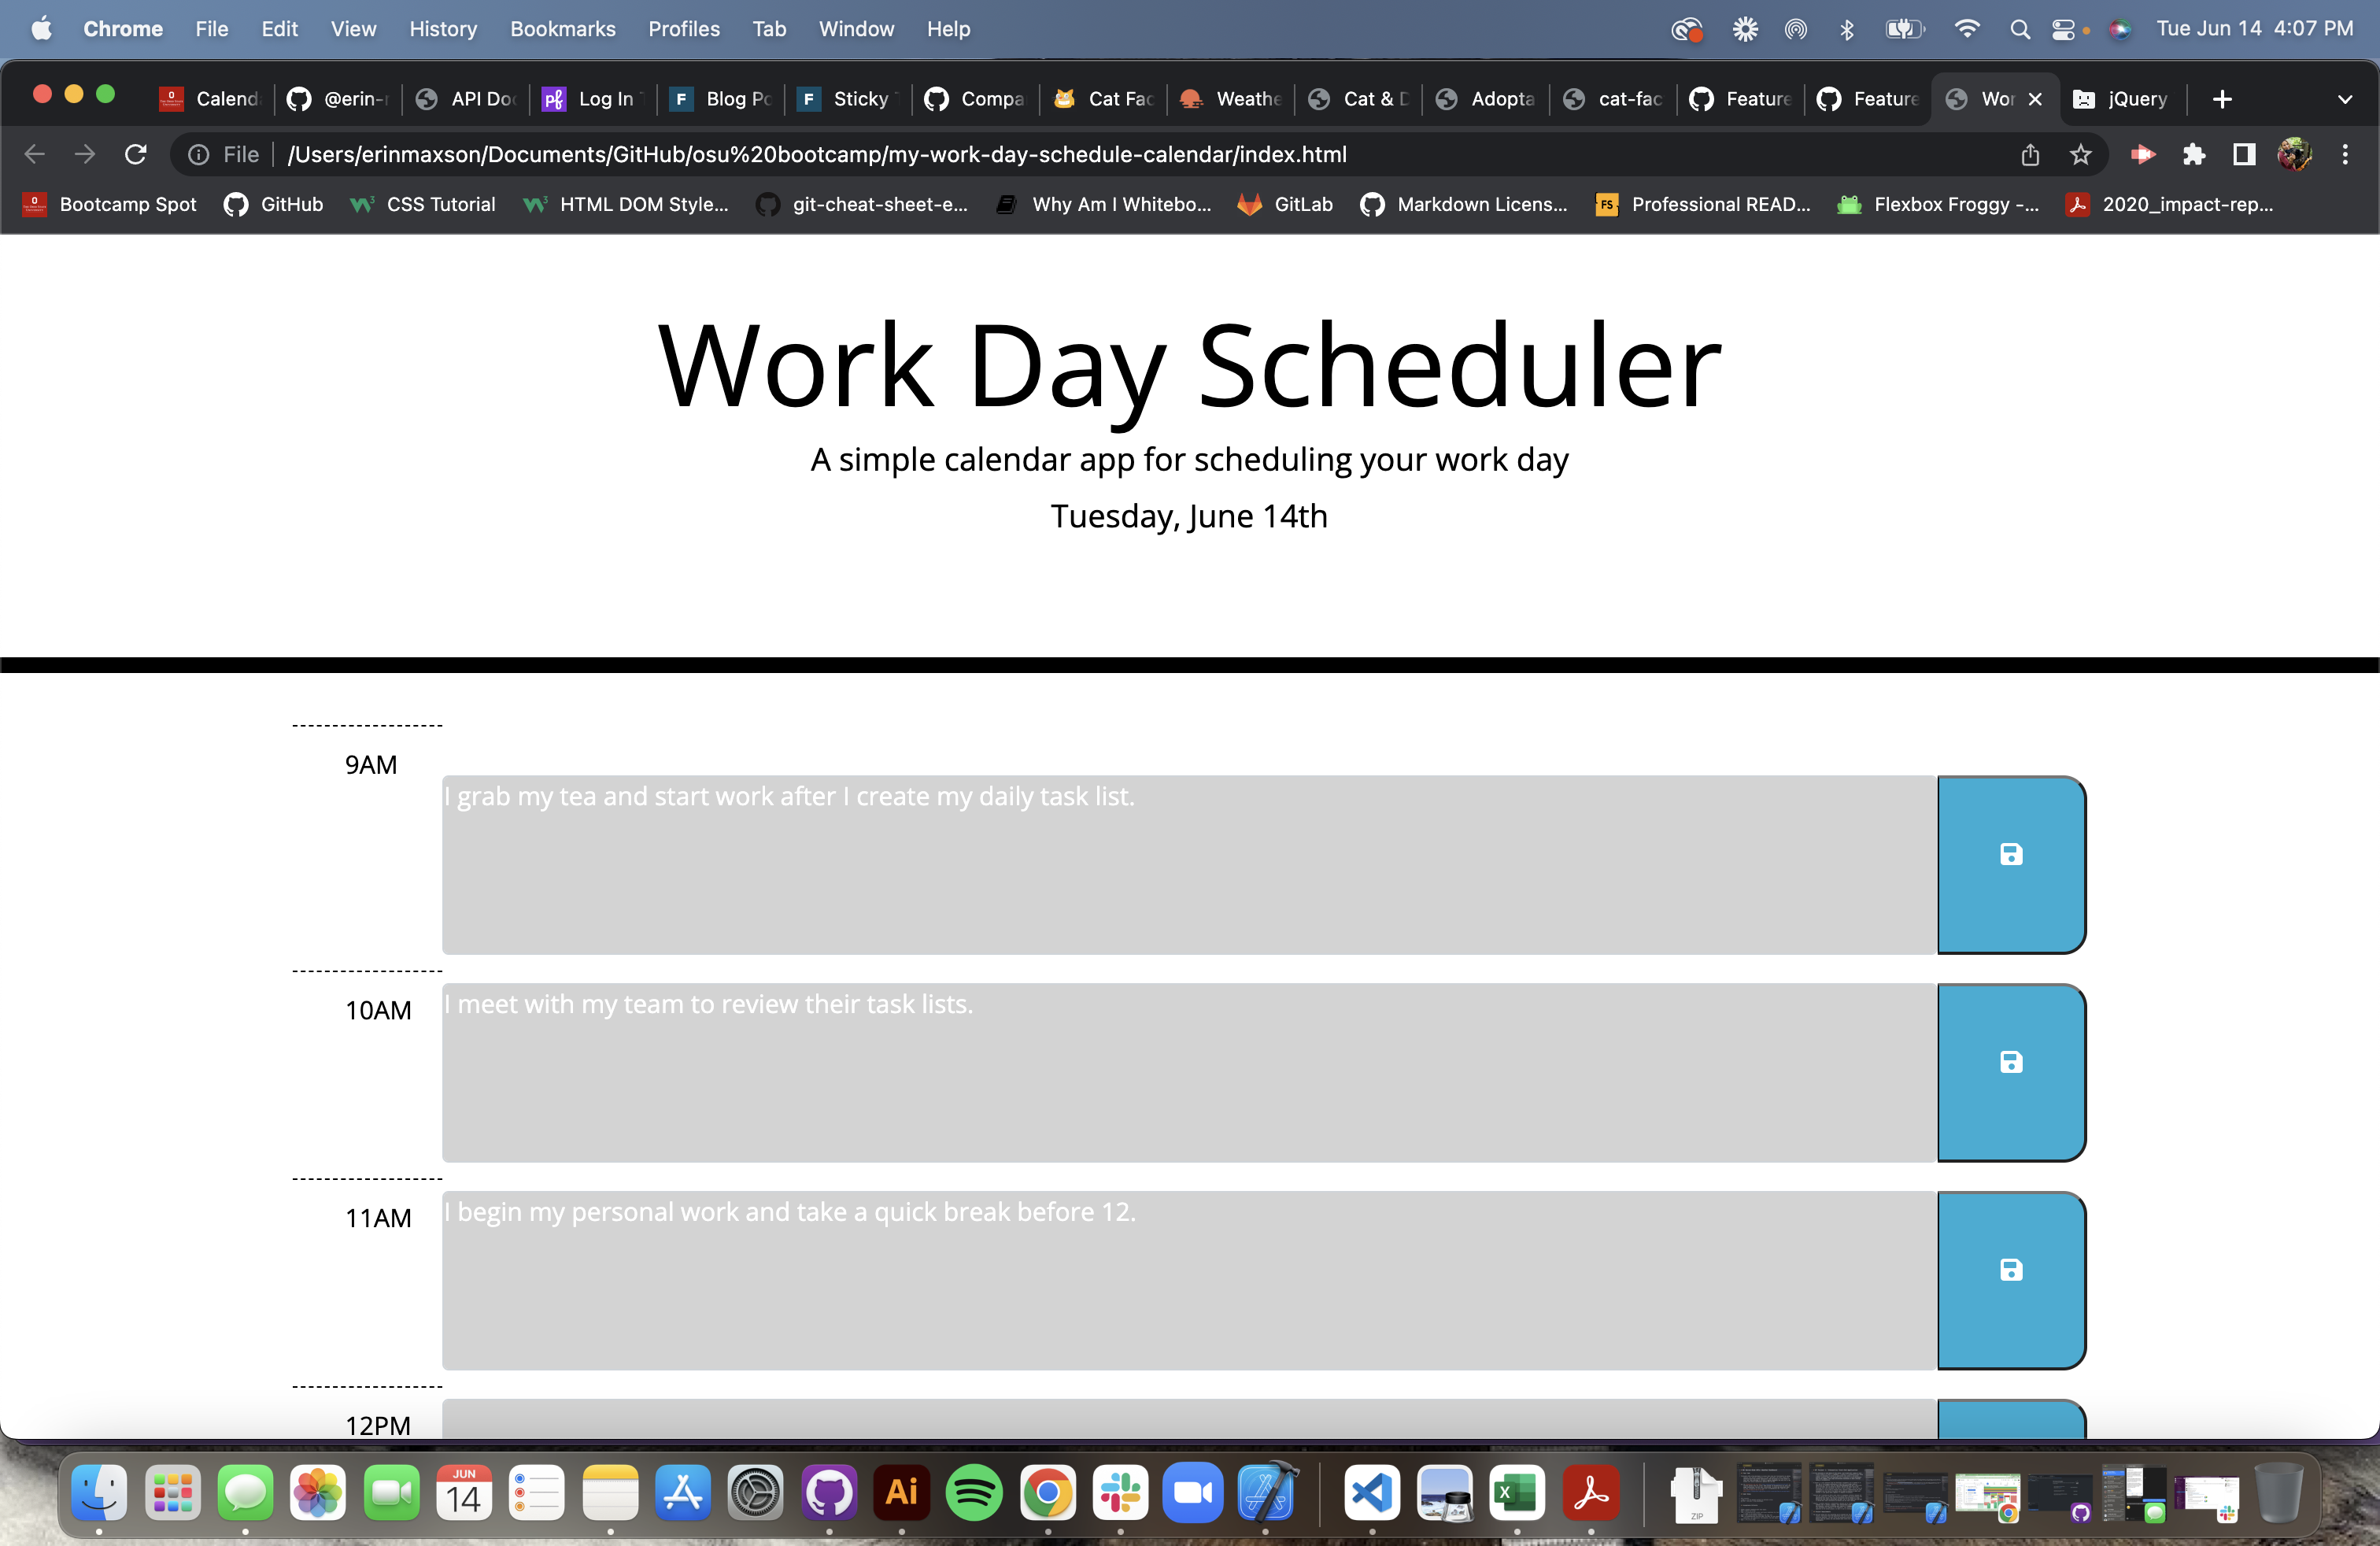 Chrome File Edit View History Bookmarks Profiles Tab Window Help Tue Jun 14 4:07 PM
Calend @erin- API Doc Log In Blog Po Sticky Compa Cat Fac Weathe Cat & D Adopta cat-fac Feature Feature Wor jQuery
File /Users/erinmaxson/Documents/GitHub/osu%20bootcamp/my-work-day-schedule-calendar/index.html
Bootcamp Spot GitHub CSS Tutorial HTML DOM Style... git-cheat-sheet-e... Why Am I Whitebo... GitLab Markdown Licens... Professional READ... Flexbox Froggy -... 2020_impact-rep...
Work Day Scheduler
A simple calendar app for scheduling your work day
Tuesday, June 14th
9AM
I grab my tea and start work after I create my daily task list.
10AM
I meet with my team to review their task lists.
11AM
I begin my personal work and take a quick break before 12.
12PM
JUN
14
Ai
ZIP